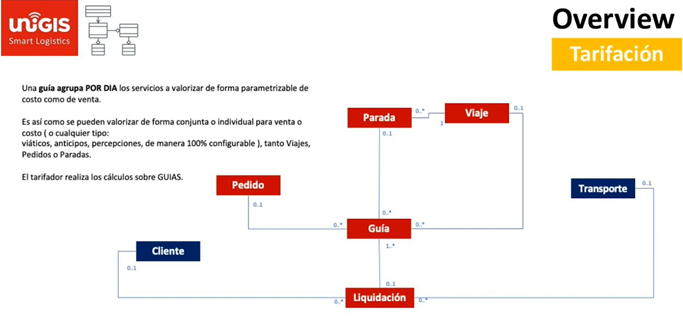 UNIGIS
Smart Logistics
Overview
Tarifación
Una guía agrupa POR DIA los servicios a valorizar de forma parametrizable de
costo como de venta.
Es así como se pueden valorizar de forma conjunta o individual para venta o
costo ( o cualquier tipo:
viáticos, anticipos, percepciones, de manera 100% configurable ), tanto Viajes,
Pedidos o Paradas.
El tarifador realiza los cálculos sobre GUIAS.
Parada
0..*
1
Viaje
0..1
0..1
Pedido
0..1
Transporte
0..1
0..*
0..*
Guía
0..*
1..*
Cliente
0..1
0..1
0..*
Liquidación
0..*